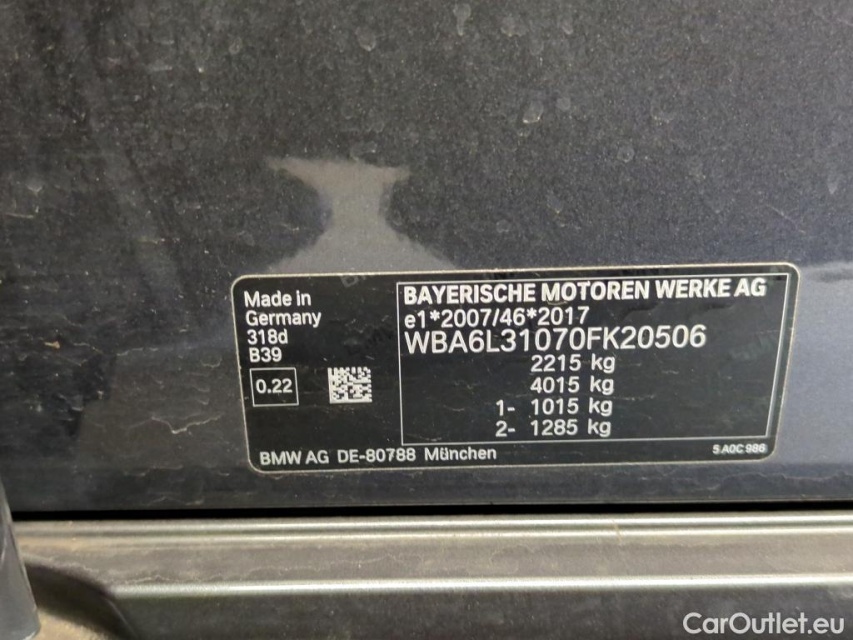 Made in
Germany
318d
B39
0.22
BAYERISCHE MOTOREN WERKE AG
e1*2007/46*2017
WBA6L31070FK20506
2215 kg
4015 kg
1- 1015 kg
2- 1285 kg
BMW AG DE-80788 München
5 A0C 986
CarOutlet.eu